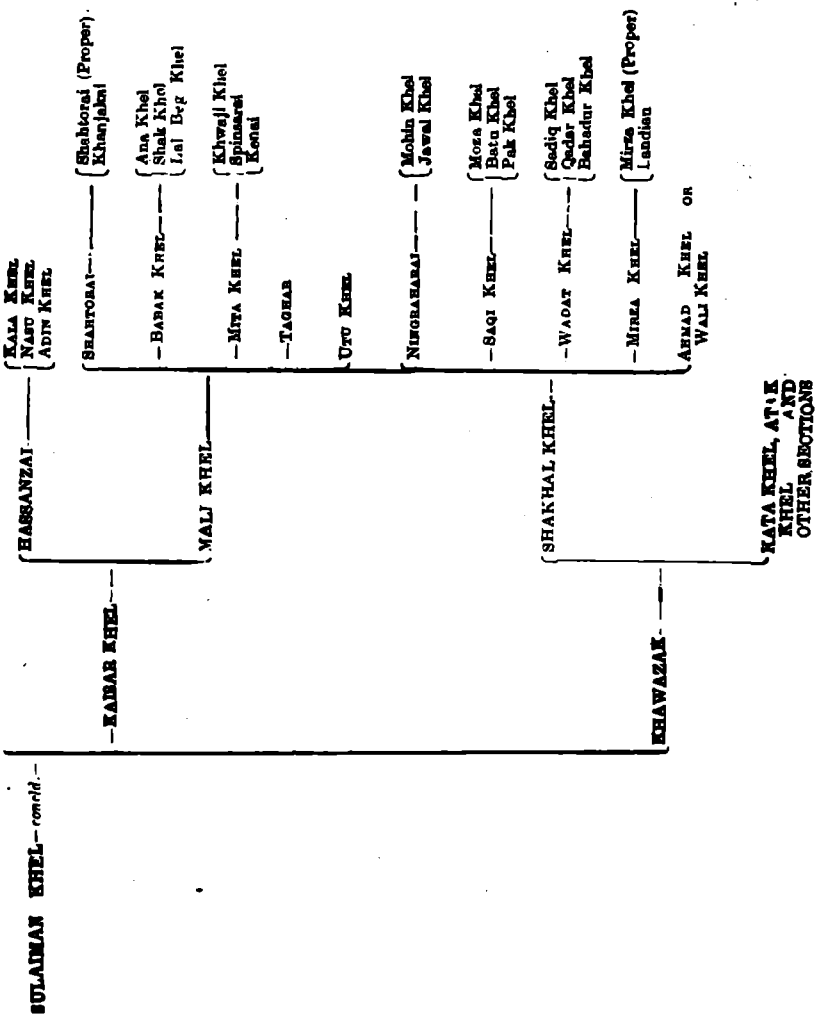 SULAIMAN KHEL—concld.—
KAISAR KHEL
KHAWAZAK
HASSANZAI
MALI KHEL
SHAKHAL KHEL
KATA KHEL, ATAK
KHEL AND
OTHER SECTIONS
KALA KHEL
NASU KHEL
ADIN KHEL
SHAHTORAI
BABAK KHEL
MITA KHEL
TAGHAR
UTU KHEL
NINGRAHARAI
SAQI KHEL
WADAT KHEL
MIRZA KHEL
AHMAD KHEL OR
WALI KHEL
Shahtorai (Proper)
Khanjakai
Ana Khel
Shak Khel
Lal Beg Khel
Khwaji Khel
Spinsarai
Kenai
Mohin Khel
Jawal Khel
Moza Khel
Batu Khel
Pak Khel
Sadiq Khel
Qadar Khel
Bahadur Khel
Mirza Khel (Proper)
Landian